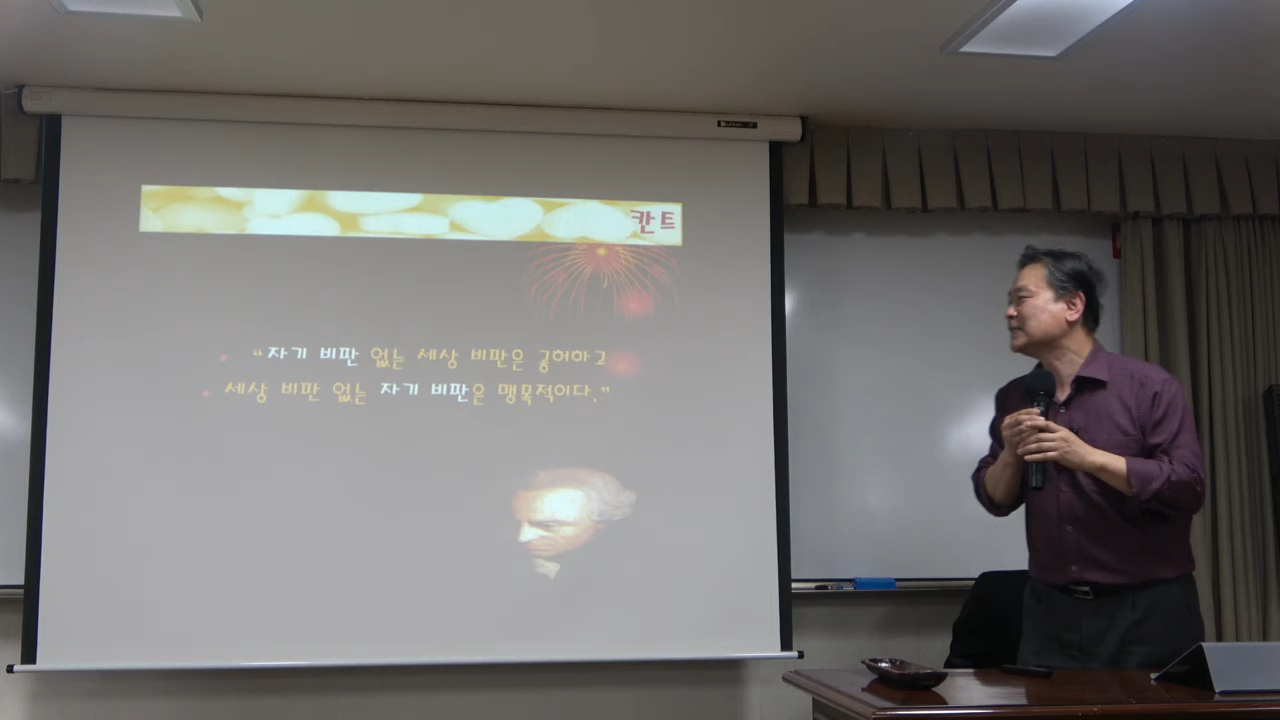 칸트
“자기 비판 없는 세상 비판은 공허하고
세상 비판 없는 자기 비판은 맹목적이다.”